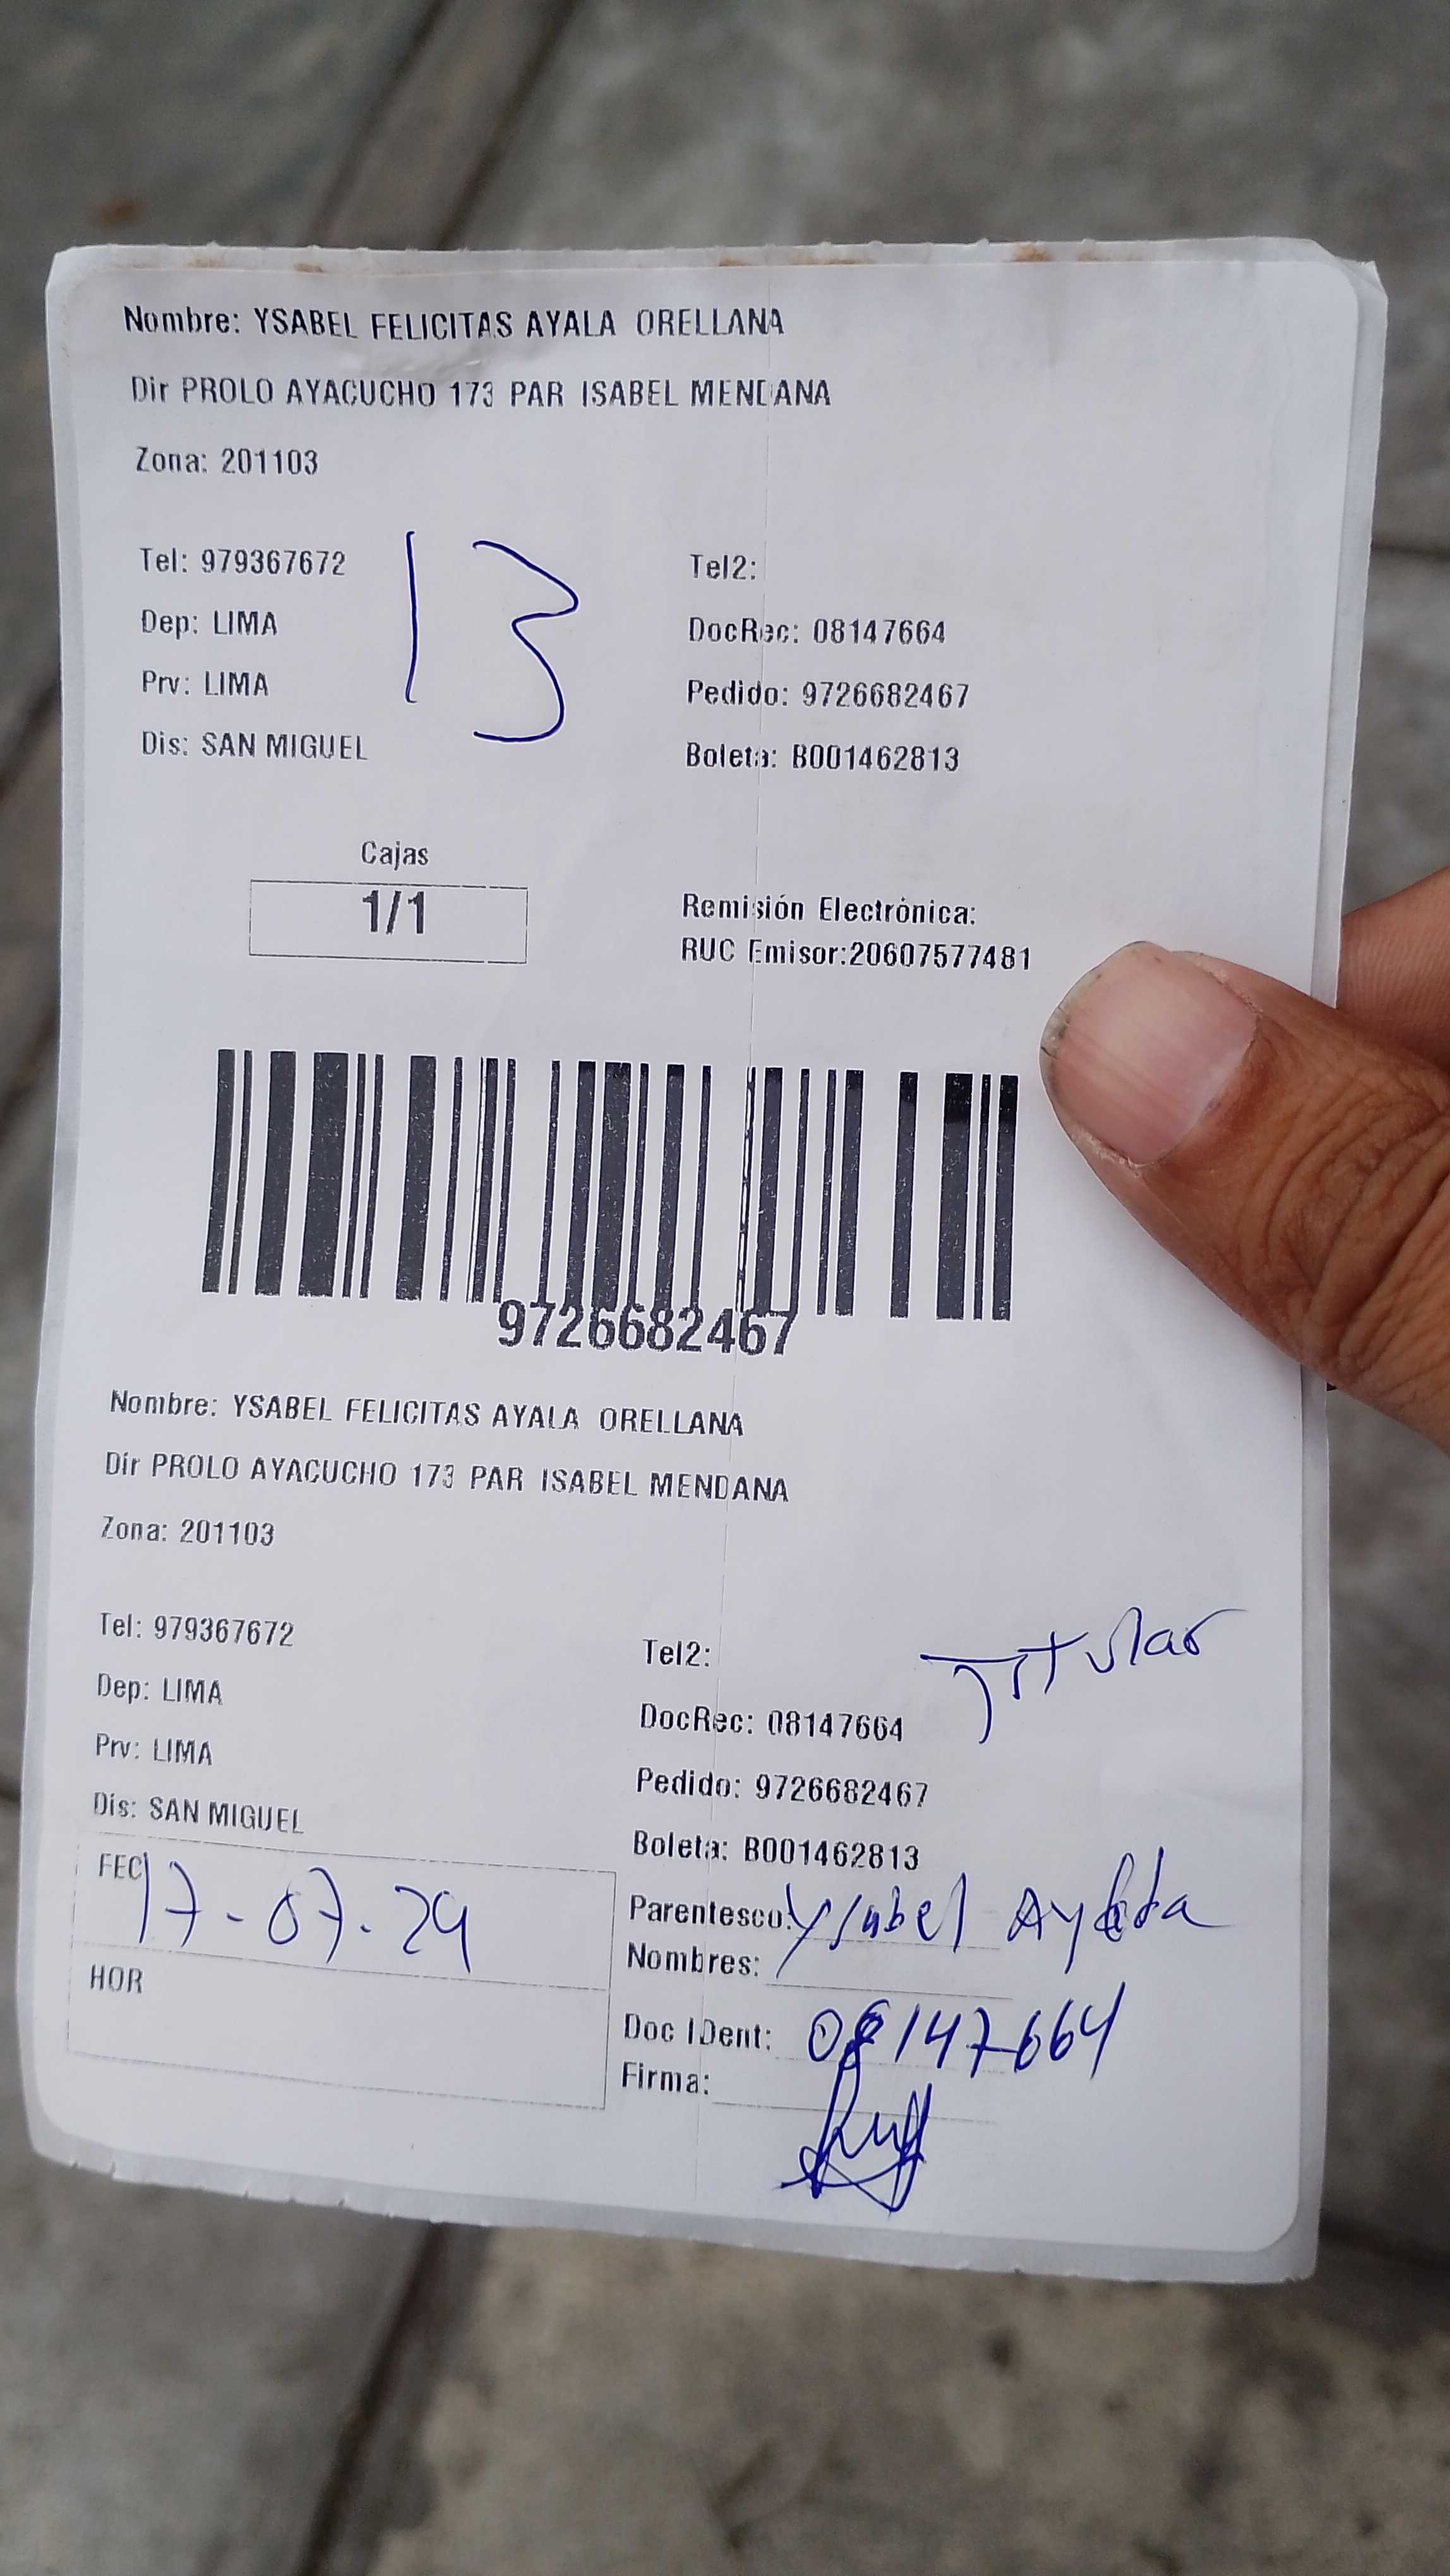 Nombre: YSABEL FELICITAS AYALA ORELLANA
Dir PROLO AYACUCHO 173 PAR ISABEL MENDANA
Zona: 201103
Tel: 979367672
Tel2:
13
Dep: LIMA
DocRec: 08147664
Prv: LIMA
Pedido: 9726682467
Dis: SAN MIGUEL
Boleta: B001462813
Cajas
1/1
Remisión Electrónica:
RUC Emisor:20607577481
9726682467
Nombre: YSABEL FELICITAS AYALA ORELLANA
Dir PROLO AYACUCHO 173 PAR ISABEL MENDANA
Zona: 201103
Tel: 979367672
Tel2:
Titular
Dep: LIMA
DocRec: 08147664
Prv: LIMA
Pedido: 9726682467
Dis: SAN MIGUEL
Boleta: B001462813
FEC 17-07-24
Parentesco: Ysabel
Nombres:
HOR
Doc IDent: 08147664
Firma: